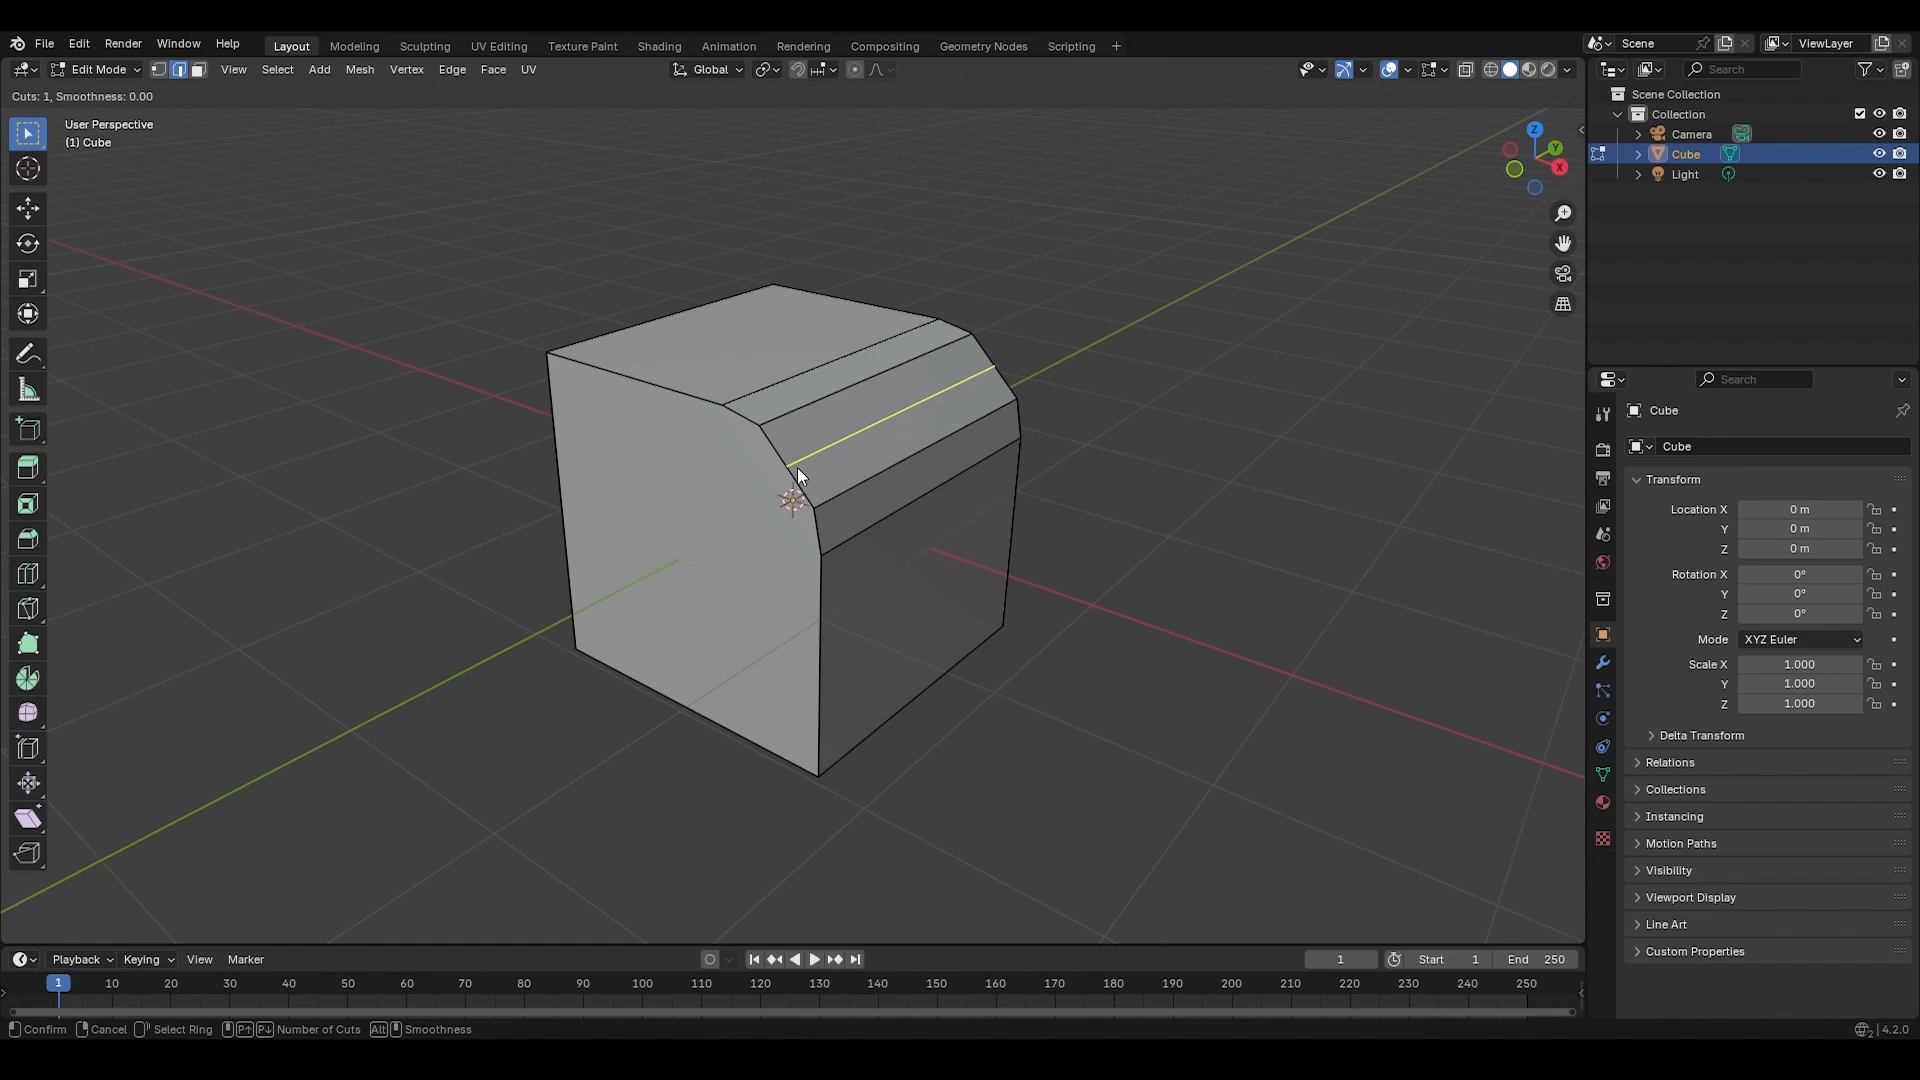 File Edit Render Window Help Layout Modeling Sculpting UV Editing Texture Paint Shading Animation Rendering Compositing Geometry Nodes Scripting + Scene ViewLayer
Edit Mode View Select Add Mesh Vertex Edge Face UV Global Search
Cuts: 1, Smoothness: 0.00
Scene Collection
Collection
Camera
Cube
Light
User Perspective
(1) Cube
Z
Y
X
Search
Cube
Cube
Transform
Location X 0 m
Y 0 m
Z 0 m
Rotation X 0°
Y 0°
Z 0°
Mode XYZ Euler
Scale X 1.000
Y 1.000
Z 1.000
Delta Transform
Relations
Collections
Instancing
Motion Paths
Visibility
Viewport Display
Line Art
Custom Properties
Playback Keying View Marker 1 Start 1 End 250
1 10 20 30 40 50 60 70 80 90 100 110 120 130 140 150 160 170 180 190 200 210 220 230 240 250
Confirm Cancel Select Ring P↑ P↓ Number of Cuts Alt Smoothness 2 4.2.0